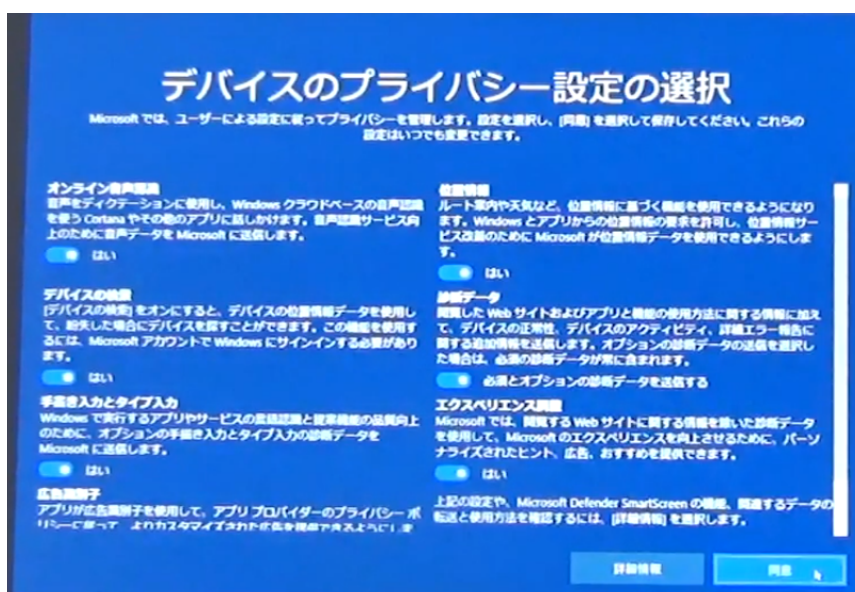 デバイスのプライバシー設定の選択
Microsoft では、ユーザーによる設定に従ってプライバシーを管理します。設定を選択し、[同意] を選択して保存してください。これらの
設定はいつでも変更できます。
オンライン音声認識
音声をディクテーションに使用し、Windows クラウドベースの音声認識
を使う Cortana やその他のアプリに話しかけます。音声認識サービス向
上のために音声データを Microsoft に送信します。
はい
デバイスの検索
[デバイスの検索] をオンにすると、デバイスの位置情報データを使用し
て、紛失した場合にデバイスを探すことができます。この機能を使用す
るには、Microsoft アカウントで Windows にサインインする必要があり
ます。
はい
手書き入力とタイプ入力
Windows で実行するアプリやサービスの言語認識と提案機能の品質向上
のために、オプションの手書き入力とタイプ入力の診断データを
Microsoft に送信します。
はい
広告識別子
アプリが広告識別子を使用して、アプリ プロバイダーのプライバシー ポ
リシーに従って、よりカスタマイズされた広告を提供できるようにしま
位置情報
ルート案内や天気など、位置情報に基づく機能を使用できるようになり
ます。Windows とアプリからの位置情報の要求を許可し、位置情報サー
ビス改善のために Microsoft が位置情報データを使用できるようにしま
す。
はい
診断データ
閲覧した Web サイトおよびアプリと機能の使用方法に関する情報に加え
て、デバイスの正常性、デバイスのアクティビティ、詳細エラー報告に
関する追加情報を送信します。オプションの診断データの送信を選択し
た場合は、必須の診断データが常に含まれます。
必須とオプションの診断データを送信する
エクスペリエンス調整
Microsoft では、閲覧する Web サイトに関する情報を除いた診断データ
を使用して、Microsoft のエクスペリエンスを向上させるために、パーソ
ナライズされたヒント、広告、おすすめを提供できます。
はい
上記の設定や、Microsoft Defender SmartScreen の機能、関連するデータの
転送と使用方法を確認するには、[詳細情報] を選択します。
詳細情報
同意